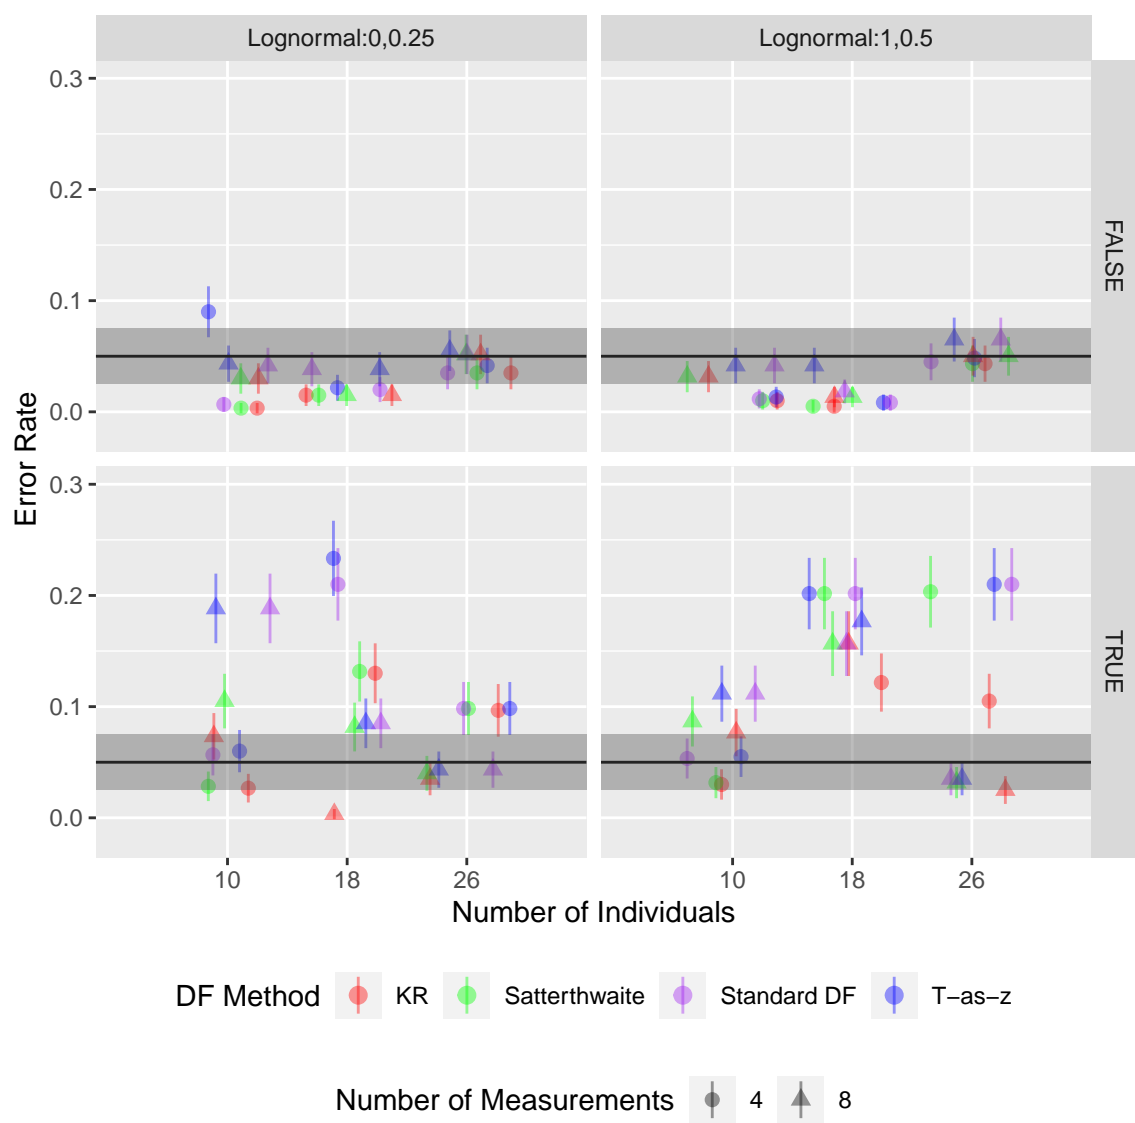 Lognormal:0,0.25 Lognormal:1,0.5
0.3
0.2
0.1
0.0
FALSE
0.3
0.2
0.1
0.0
TRUE
Error Rate
10 18 26 10 18 26
Number of Individuals
DF Method KR Satterthwaite Standard DF T−as−z
Number of Measurements 4 8